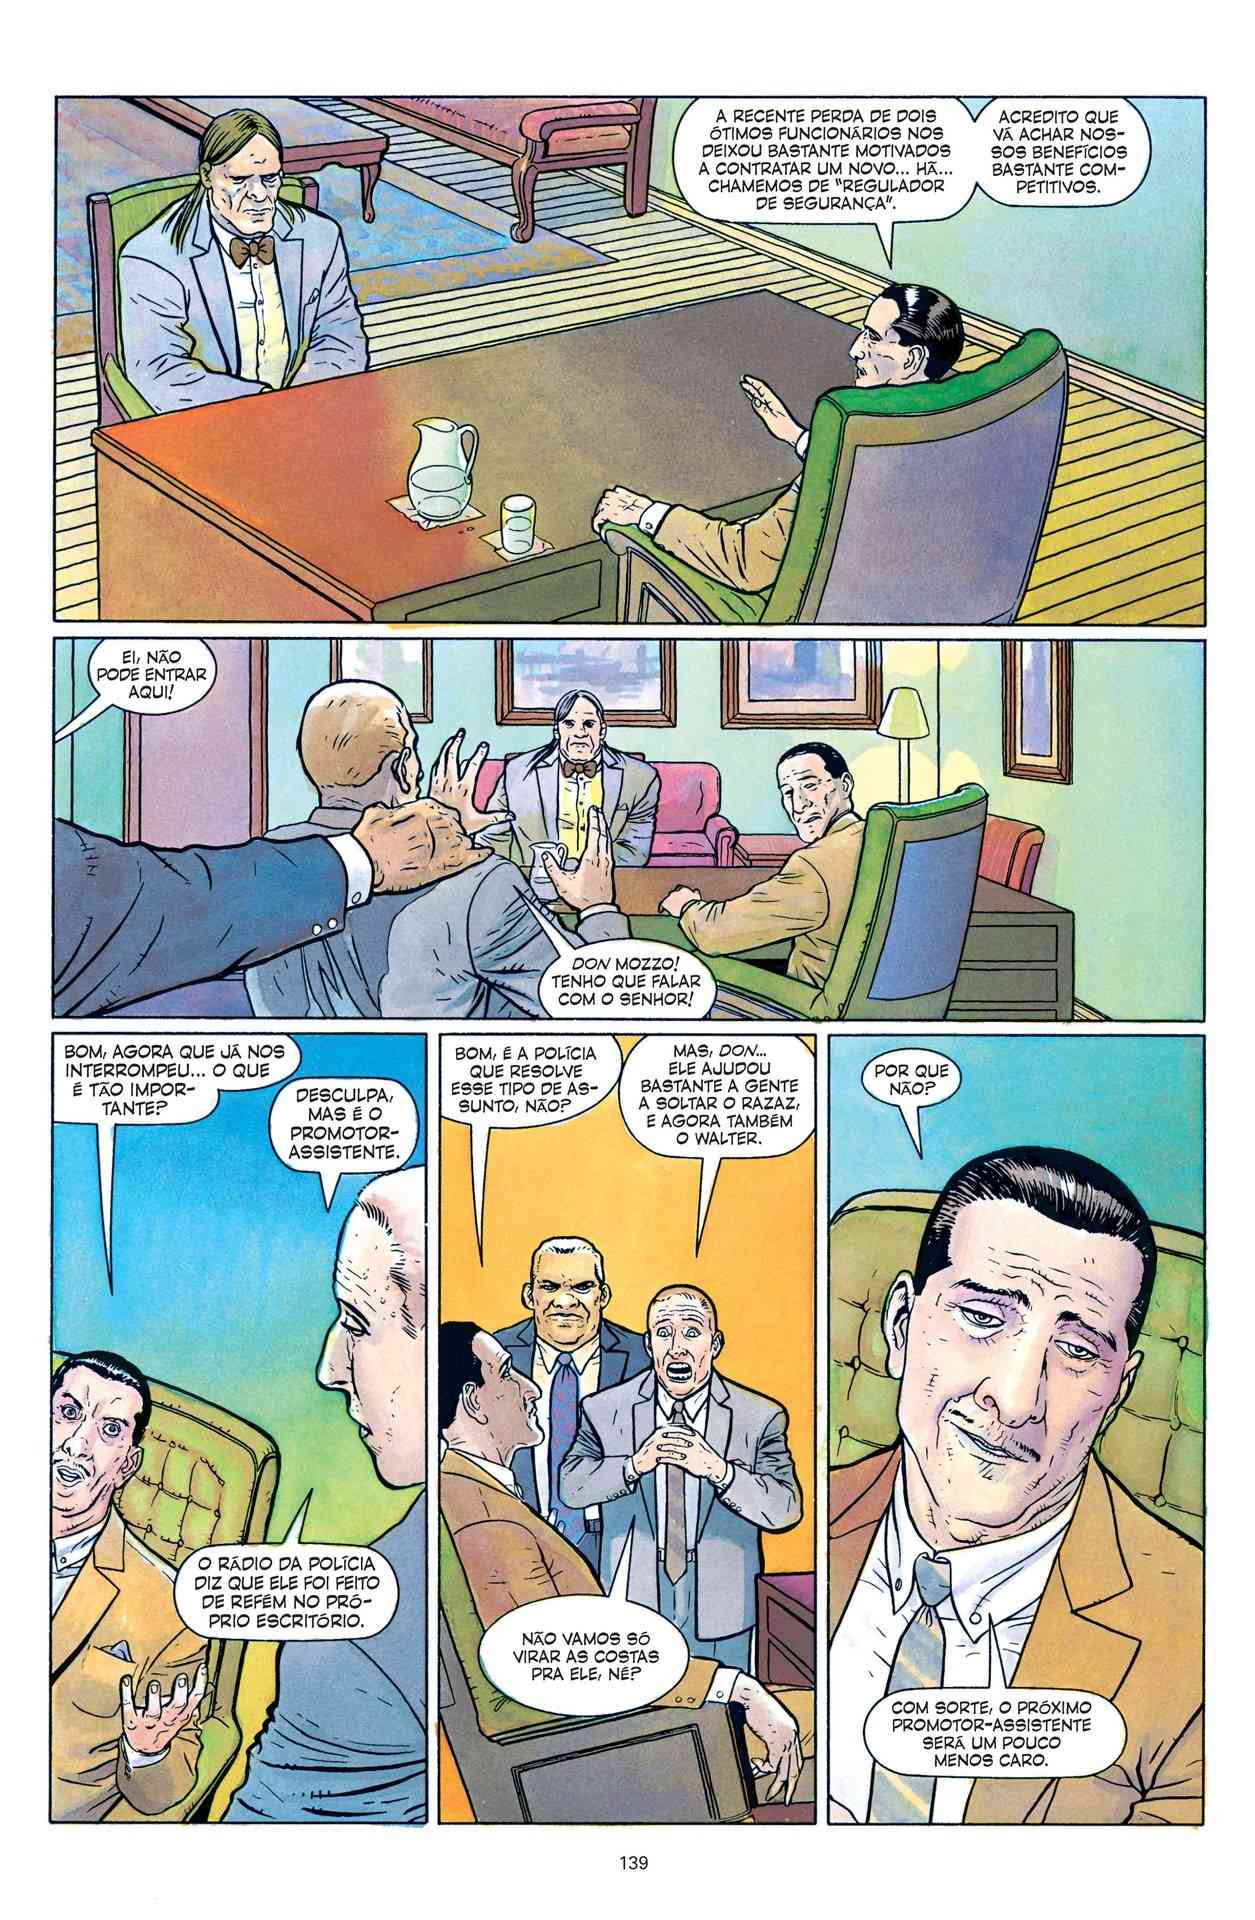 A RECENTE PERDA DE DOIS
ÓTIMOS FUNCIONÁRIOS NOS
DEIXOU BASTANTE MOTIVADOS
A CONTRATAR UM NOVO... HÃ...
CHAMEMOS DE "REGULADOR
DE SEGURANÇA".
ACREDITO QUE
VÁ ACHAR NOS-
SOS BENEFÍCIOS
BASTANTE COM-
PETITIVOS.
EI, NÃO
PODE ENTRAR
AQUI!
DON MOZZO!
TENHO QUE FALAR
COM O SENHOR!
BOM, AGORA QUE JÁ NOS
INTERROMPEU... O QUE
É TÃO IMPOR-
TANTE?
DESCULPA,
MAS É O
PROMOTOR-
ASSISTENTE.
O RÁDIO DA POLÍCIA
DIZ QUE ELE FOI FEITO
DE REFÉM NO PRÓ-
PRIO ESCRITÓRIO.
BOM, É A POLÍCIA
QUE RESOLVE
ESSE TIPO DE AS-
SUNTO, NÃO?
MAS, DON...
ELE AJUDOU
BASTANTE A GENTE
A SOLTAR O RAZAZ,
E AGORA TAMBÉM
O WALTER.
NÃO VAMOS SÓ
VIRAR AS COSTAS
PRA ELE, NÉ?
POR QUE
NÃO?
COM SORTE, O PRÓXIMO
PROMOTOR-ASSISTENTE
SERÁ UM POUCO
MENOS CARO.
139